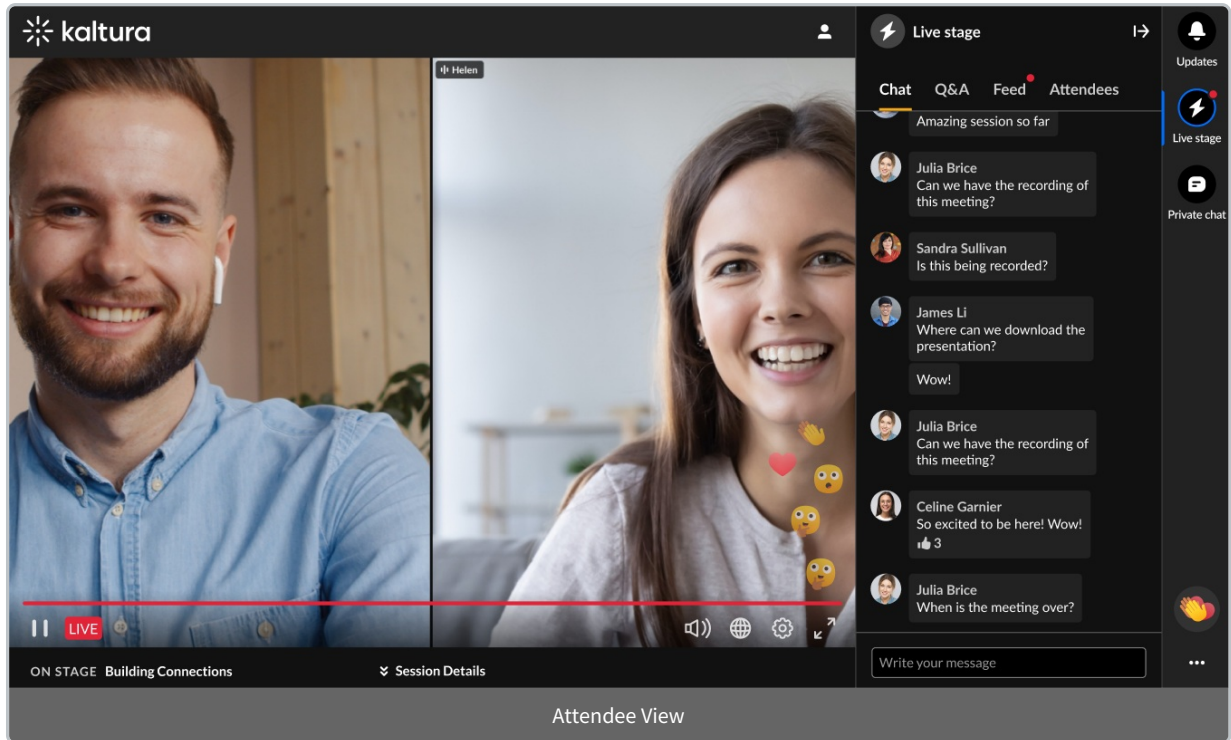 kaltura
Helen
LIVE
ON STAGE Building Connections
Session Details
Live stage
Chat Q&A Feed Attendees
Amazing session so far
Julia Brice
Can we have the recording of
this meeting?
Sandra Sullivan
Is this being recorded?
James Li
Where can we download the
presentation?
Wow!
Julia Brice
Can we have the recording of
this meeting?
Celine Garnier
So excited to be here! Wow!
3
Julia Brice
When is the meeting over?
Write your message
Updates
Live stage
Private chat
Attendee View